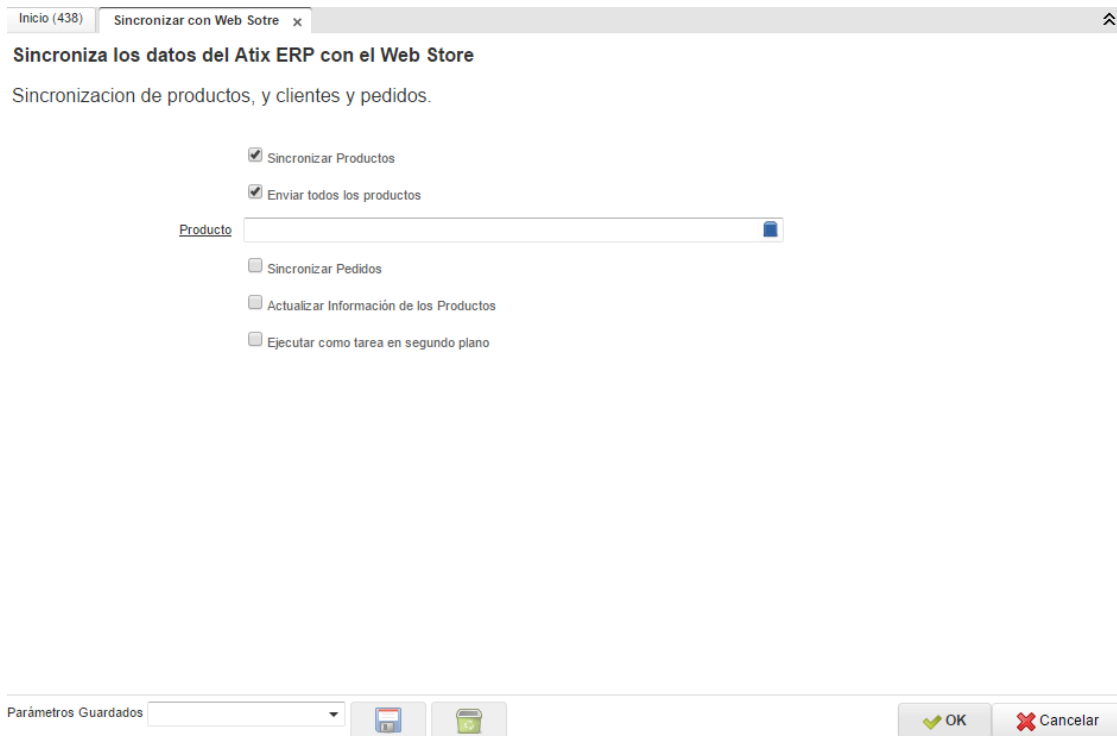 Inicio (438)
Sincronizar con Web Sotre x
Sincroniza los datos del Atix ERP con el Web Store
Sincronizacion de productos, y clientes y pedidos.
Sincronizar Productos
Enviar todos los productos
Producto
Sincronizar Pedidos
Actualizar Información de los Productos
Ejecutar como tarea en segundo plano
Parámetros Guardados
OK
Cancelar